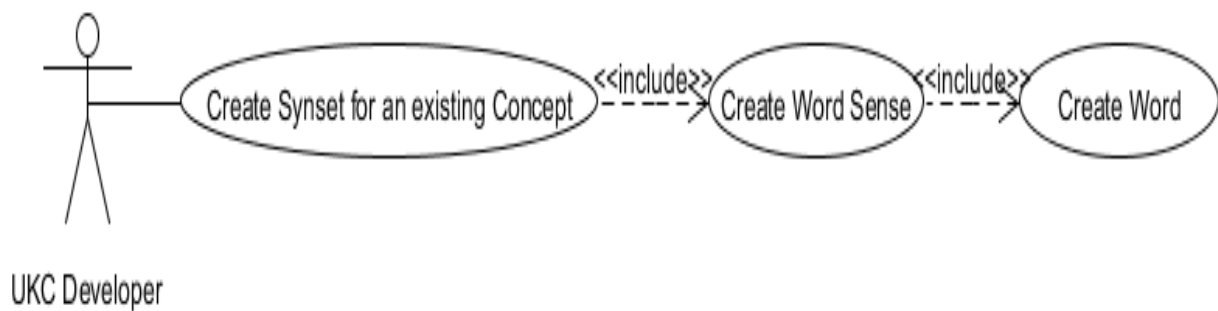 <<include>>
<<include>>
Create Synset for an existing Concept
Create Word Sense
Create Word
UKC Developer